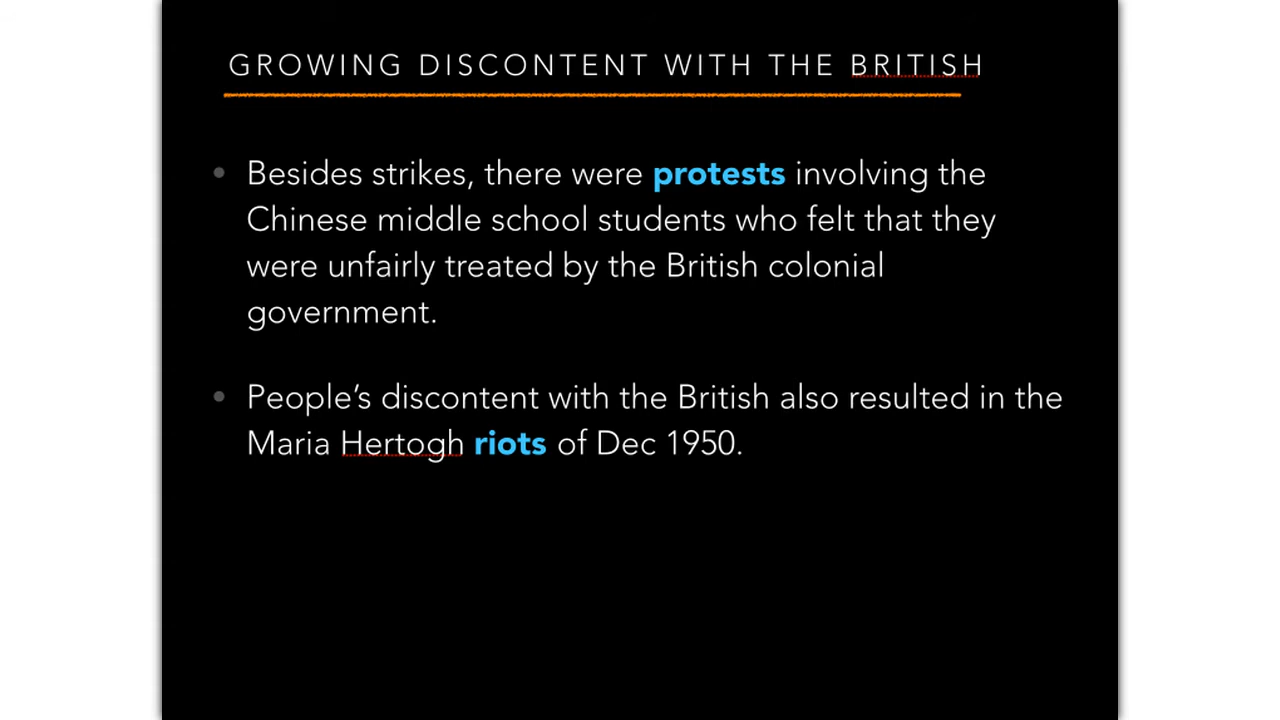 GROWING DISCONTENT WITH THE BRITISH
• Besides strikes, there were protests involving the
Chinese middle school students who felt that they
were unfairly treated by the British colonial
government.
• People’s discontent with the British also resulted in the
Maria Hertogh riots of Dec 1950.